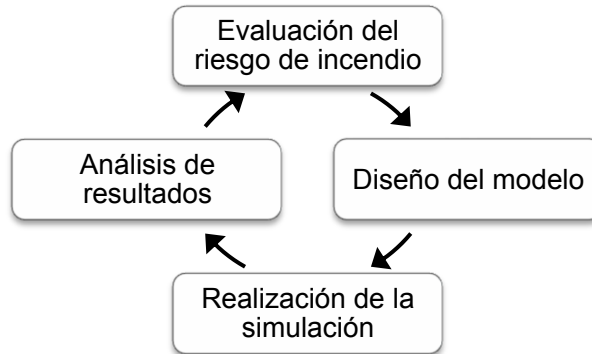 Evaluación del
riesgo de incendio
Análisis de
resultados
Diseño del modelo
Realización de la
simulación